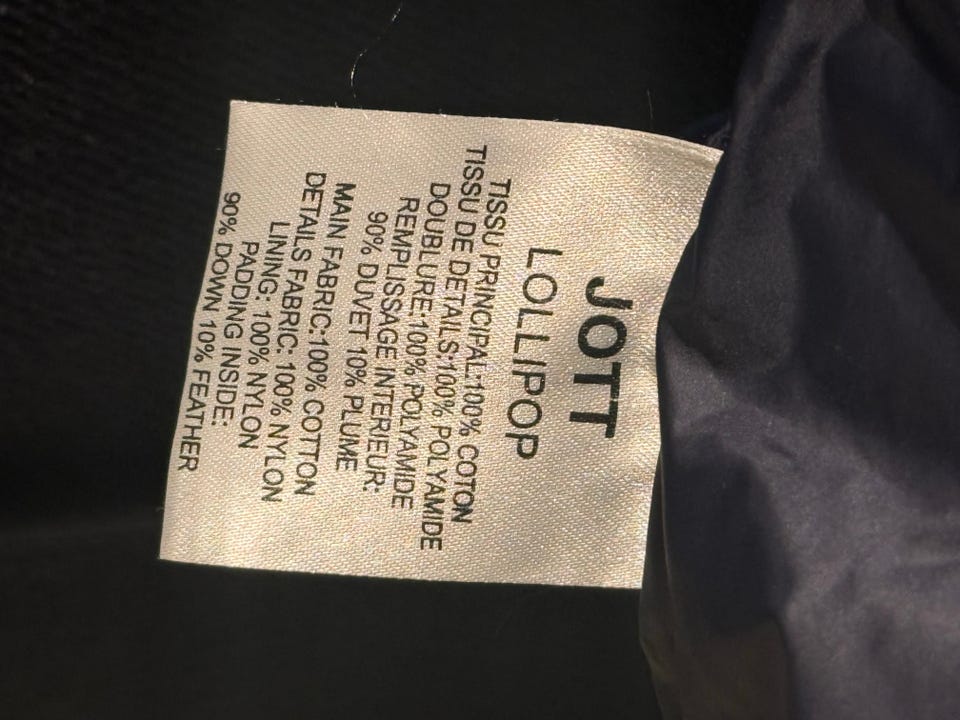 JOTT
LOLLIPOP
TISSU PRINCIPAL:100% COTON
TISSU DE DETAILS:100% POLYAMIDE
DOUBLURE:100% POLYAMIDE
REMPLISSAGE INTERIEUR:
90% DUVET 10% PLUME
MAIN FABRIC:100% COTTON
DETAILS FABRIC: 100% NYLON
LINING: 100% NYLON
PADDING INSIDE:
90% DOWN 10% FEATHER